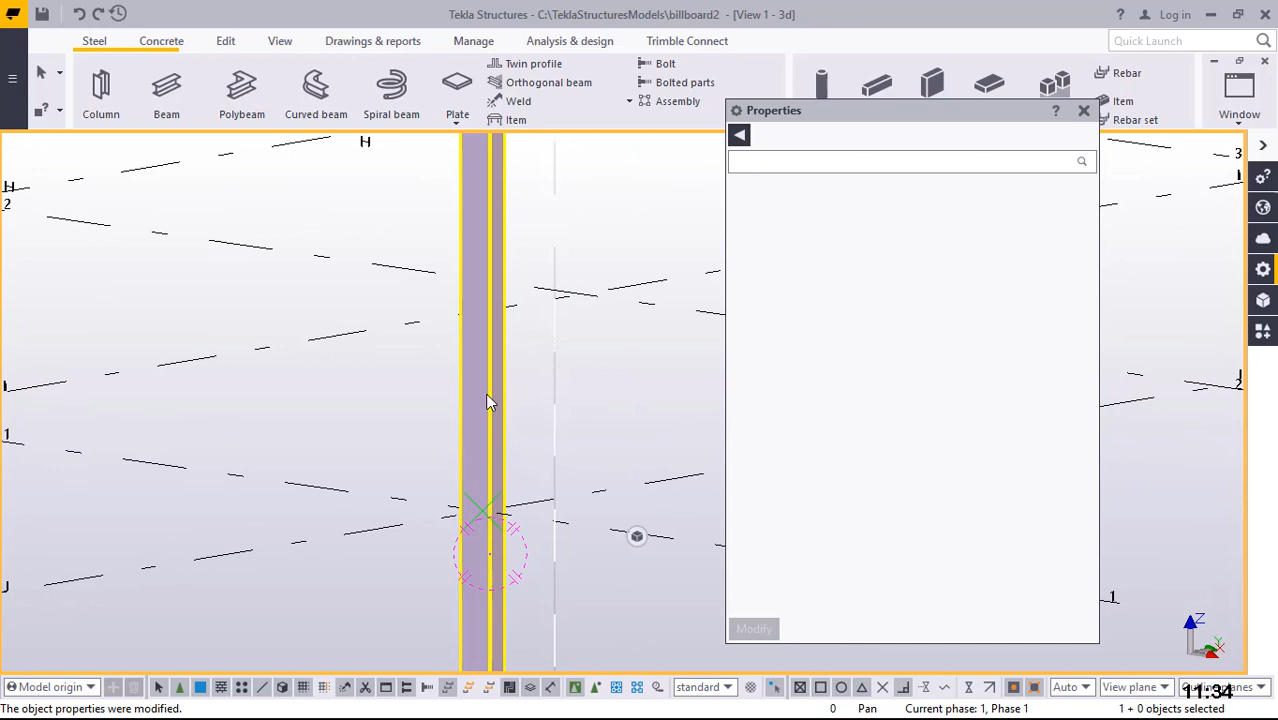 Tekla Structures - C:\TeklaStructuresModels\billboard2 - [View 1 - 3d]
? Log in
Steel Concrete Edit View Drawings & reports Manage Analysis & design Trimble Connect Quick Launch
Column Beam Polybeam Curved beam Spiral beam Plate
Twin profile Bolt
Orthogonal beam Bolted parts
Weld Assembly
Item
Rebar
Item
Rebar set
Window
Properties ?
H
H
2
I
1
J
3
I
J
2
1
Modify
Z
Y
X
Model origin standard Auto View plane Outline planes
11:34
The object properties were modified. 0 Pan Current phase: 1, Phase 1 1 + 0 objects selected